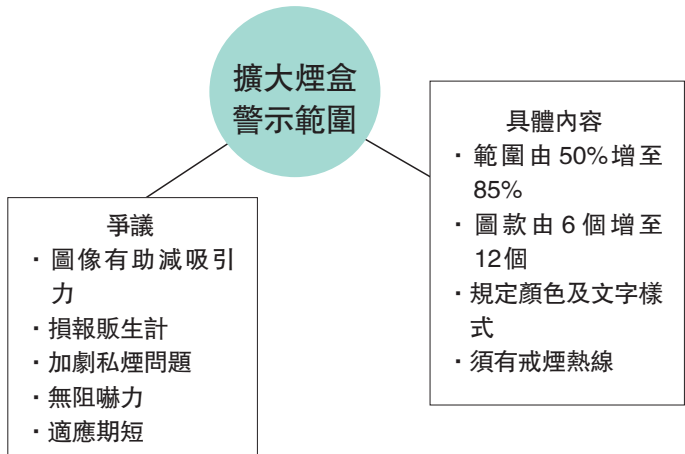 擴大煙盒
警示範圍
爭議
・圖像有助減吸引
力
・損報販生計
・加劇私煙問題
・無阻嚇力
・適應期短
具體內容
・範圍由50%增至
85%
・圖款由6個增至
12個
・規定顏色及文字樣
式
・須有戒煙熱線